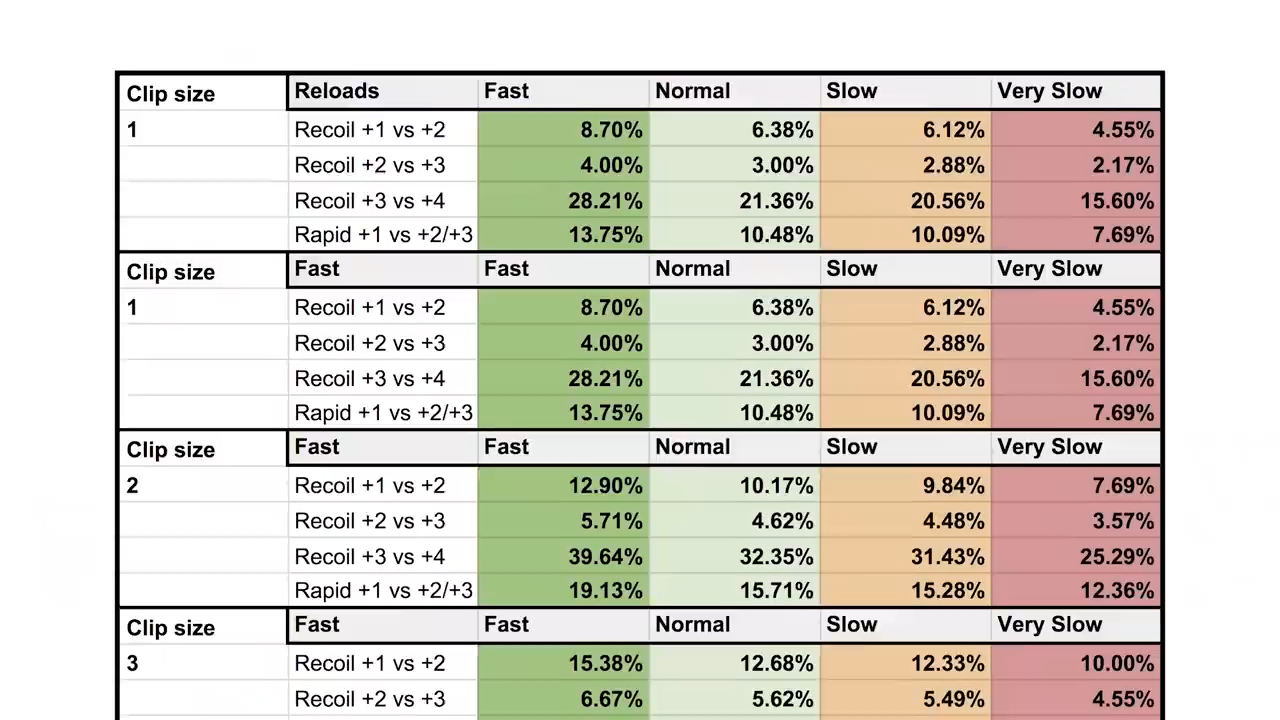 Clip size Reloads Fast Normal Slow Very Slow
1 Recoil +1 vs +2 8.70% 6.38% 6.12% 4.55%
Recoil +2 vs +3 4.00% 3.00% 2.88% 2.17%
Recoil +3 vs +4 28.21% 21.36% 20.56% 15.60%
Rapid +1 vs +2/+3 13.75% 10.48% 10.09% 7.69%
Clip size Fast Fast Normal Slow Very Slow
1 Recoil +1 vs +2 8.70% 6.38% 6.12% 4.55%
Recoil +2 vs +3 4.00% 3.00% 2.88% 2.17%
Recoil +3 vs +4 28.21% 21.36% 20.56% 15.60%
Rapid +1 vs +2/+3 13.75% 10.48% 10.09% 7.69%
Clip size Fast Fast Normal Slow Very Slow
2 Recoil +1 vs +2 12.90% 10.17% 9.84% 7.69%
Recoil +2 vs +3 5.71% 4.62% 4.48% 3.57%
Recoil +3 vs +4 39.64% 32.35% 31.43% 25.29%
Rapid +1 vs +2/+3 19.13% 15.71% 15.28% 12.36%
Clip size Fast Fast Normal Slow Very Slow
3 Recoil +1 vs +2 15.38% 12.68% 12.33% 10.00%
Recoil +2 vs +3 6.67% 5.62% 5.49% 4.55%